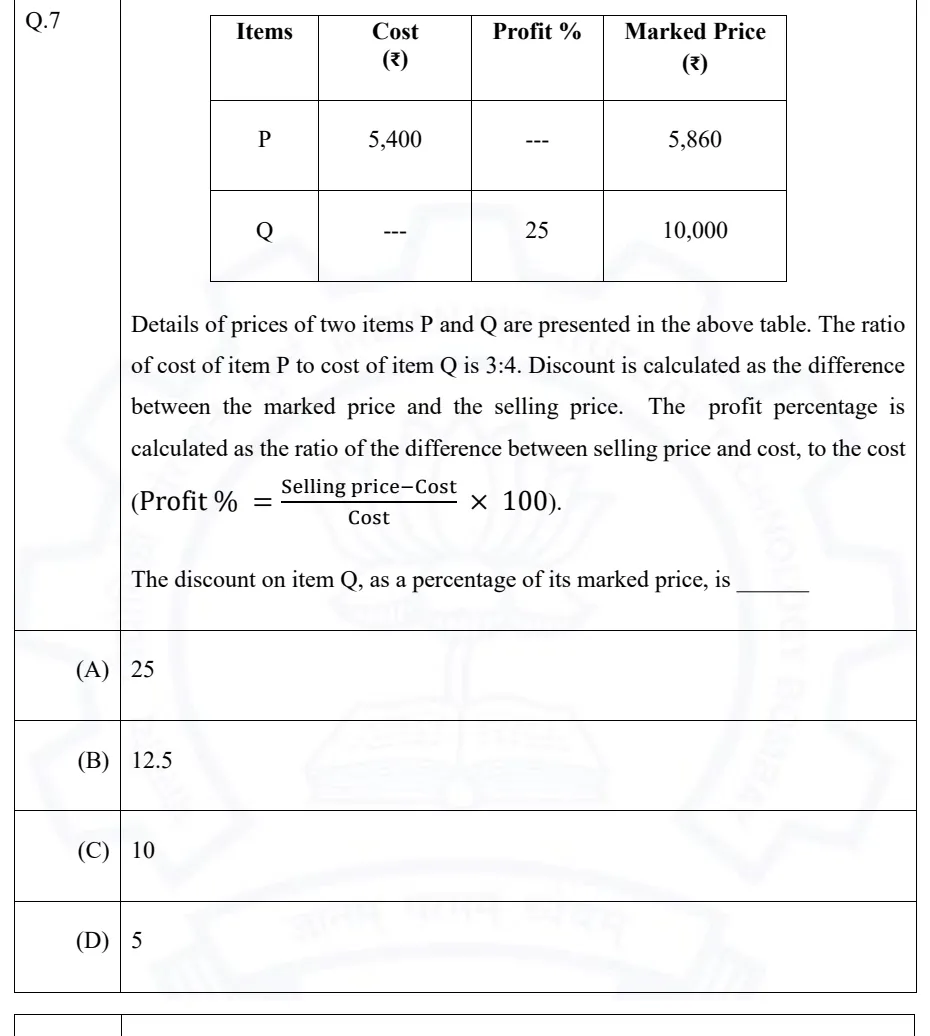 Q.7
Items Cost (₹) Profit % Marked Price (₹)
P 5,400 --- 5,860
Q --- 25 10,000
Details of prices of two items P and Q are presented in the above table. The ratio
of cost of item P to cost of item Q is 3:4. Discount is calculated as the difference
between the marked price and the selling price. The profit percentage is
calculated as the ratio of the difference between selling price and cost, to the cost
(Profit % = Selling price−Cost / Cost × 100).
The discount on item Q, as a percentage of its marked price, is ______
(A) 25
(B) 12.5
(C) 10
(D) 5